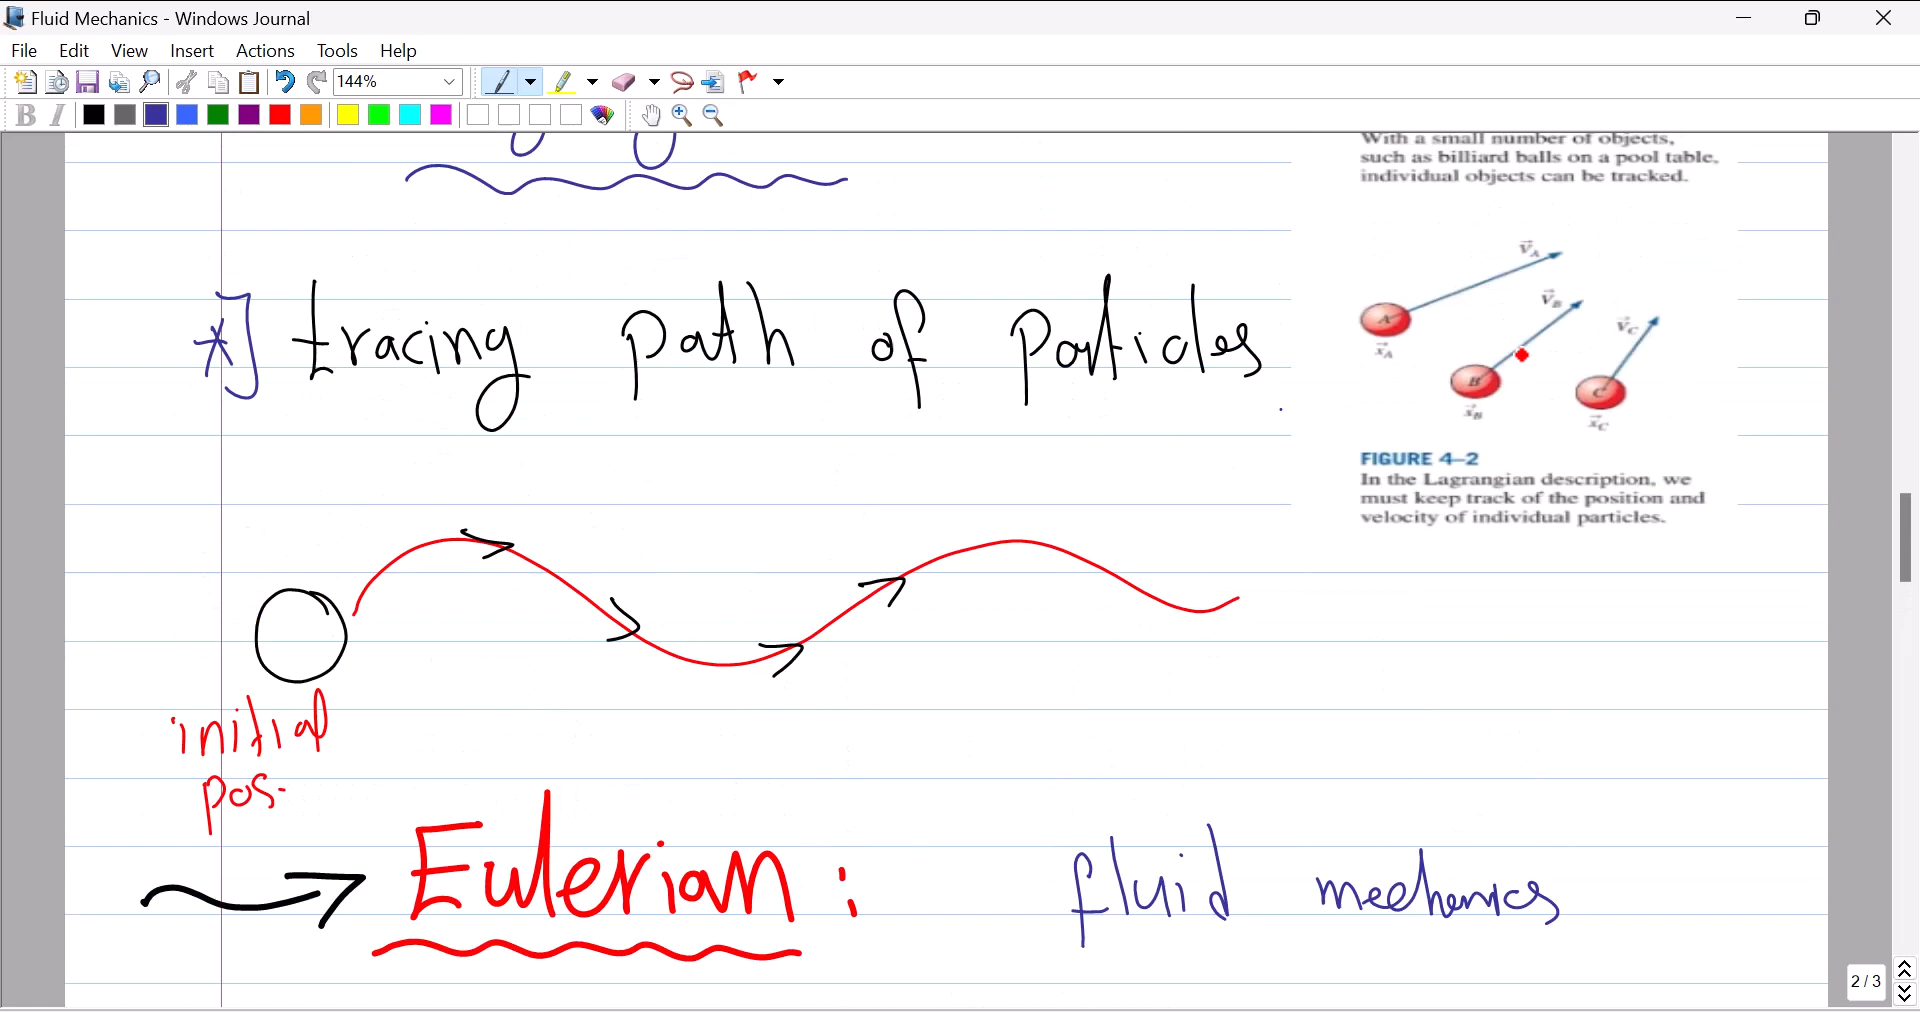 Fluid Mechanics - Windows Journal
File Edit View Insert Actions Tools Help
144%
B I
With a small number of objects,
such as billiard balls on a pool table,
individual objects can be tracked.
*] tracing path of Particles.
V⃗A
V⃗B
V⃗C
A
B
C
x⃗A
x⃗B
x⃗C
FIGURE 4–2
In the Lagrangian description, we
must keep track of the position and
velocity of individual particles.
initial
pos.
Eulerian :
fluid mechenics
2 / 3